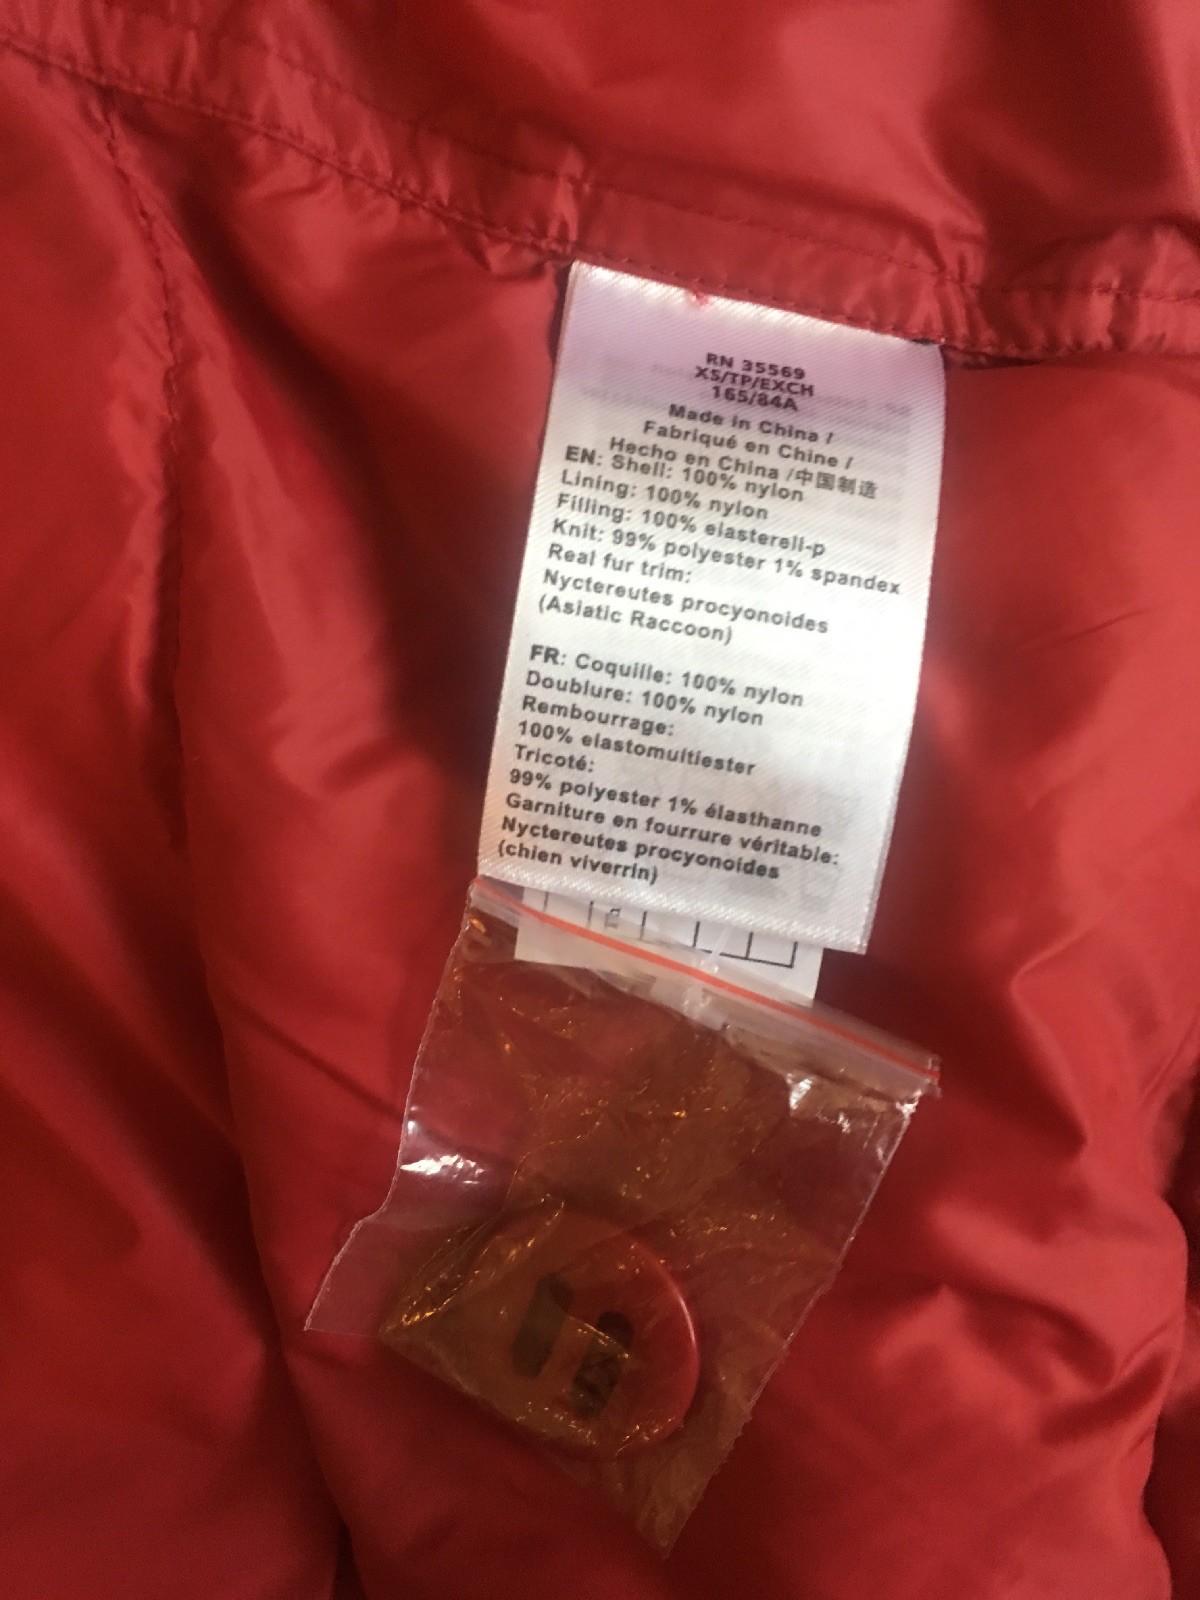 RN 35569
XS/TP/EXCH
165/84A
Made in China /
Fabriqué en Chine /
Hecho en China /中国制造
EN: Shell: 100% nylon
Lining: 100% nylon
Filling: 100% elasterell-p
Knit: 99% polyester 1% spandex
Real fur trim:
Nyctereutes procyonoides
(Asiatic Raccoon)
FR: Coquille: 100% nylon
Doublure: 100% nylon
Rembourrage:
100% elastomultiester
Tricoté:
99% polyester 1% élasthanne
Garniture en fourrure véritable:
Nyctereutes procyonoides
(chien viverrin)